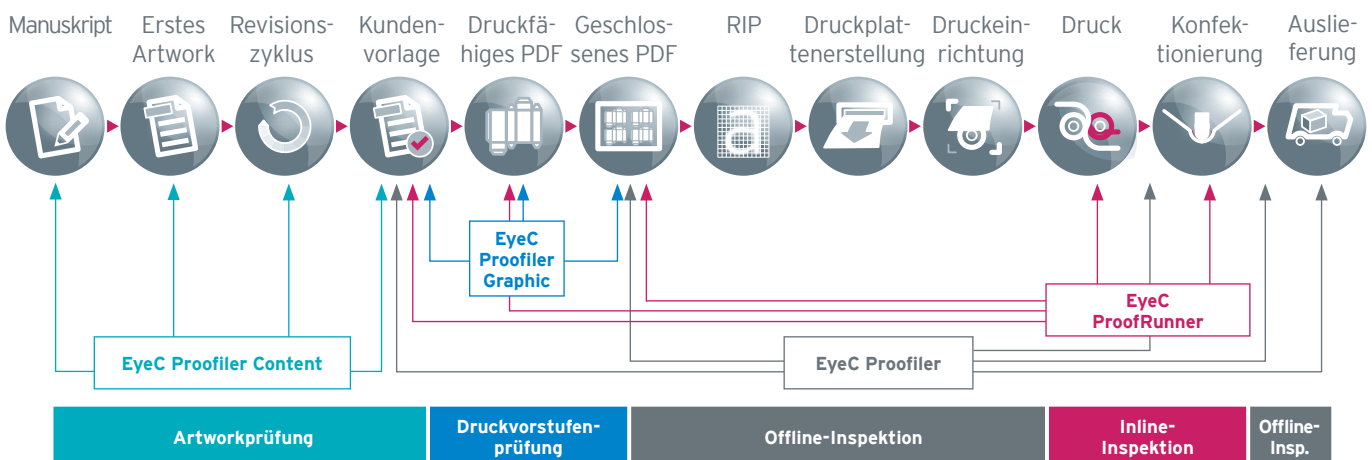 Manuskript
Erstes
Artwork
Revisions-
zyklus
Kunden-
vorlage
Druckfä-
higes PDF
Geschlos-
senes PDF
RIP
Druckplat-
tenerstellung
Druckein-
richtung
Druck
Konfek-
tionierung
Auslie-
ferung
a
EyeC
Proofiler
Graphic
EyeC
ProofRunner
EyeC Proofiler Content
EyeC Proofiler
Artworkprüfung
Druckvorstufen-
prüfung
Offline-Inspektion
Inline-
Inspektion
Offline-
Insp.